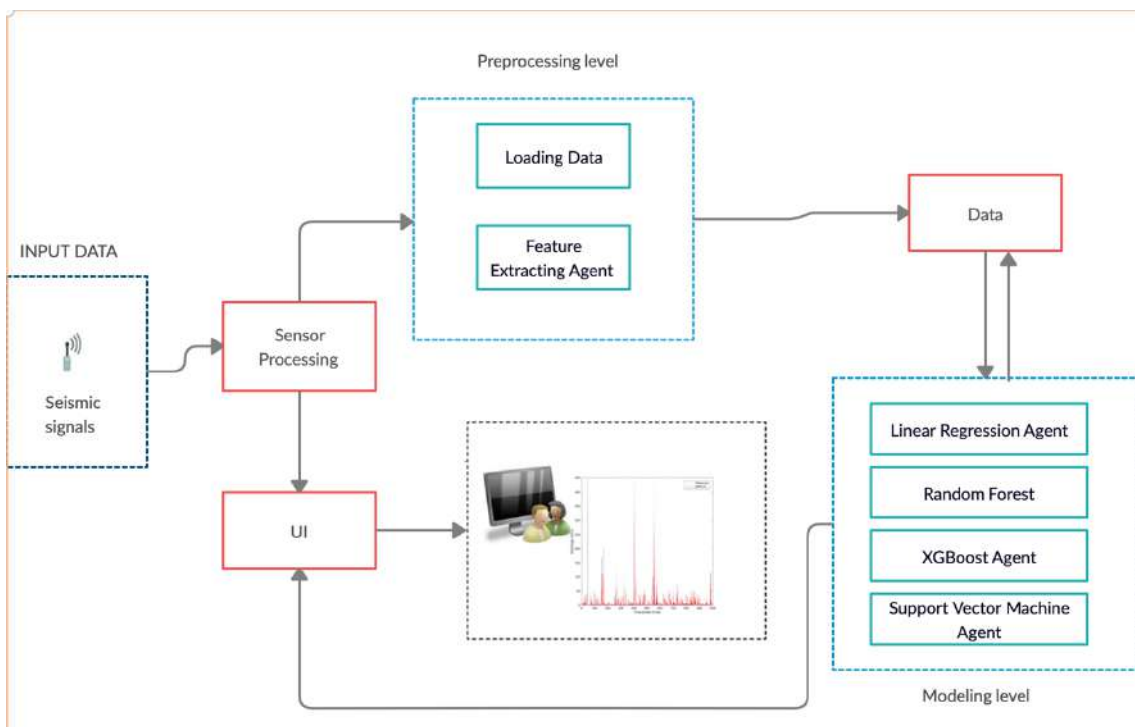 Preprocessing level
Loading Data
Feature
Extracting Agent
Data
INPUT DATA
Seismic
signals
Sensor
Processing
UI
Linear Regression Agent
Random Forest
XGBoost Agent
Support Vector Machine
Agent
Modeling level